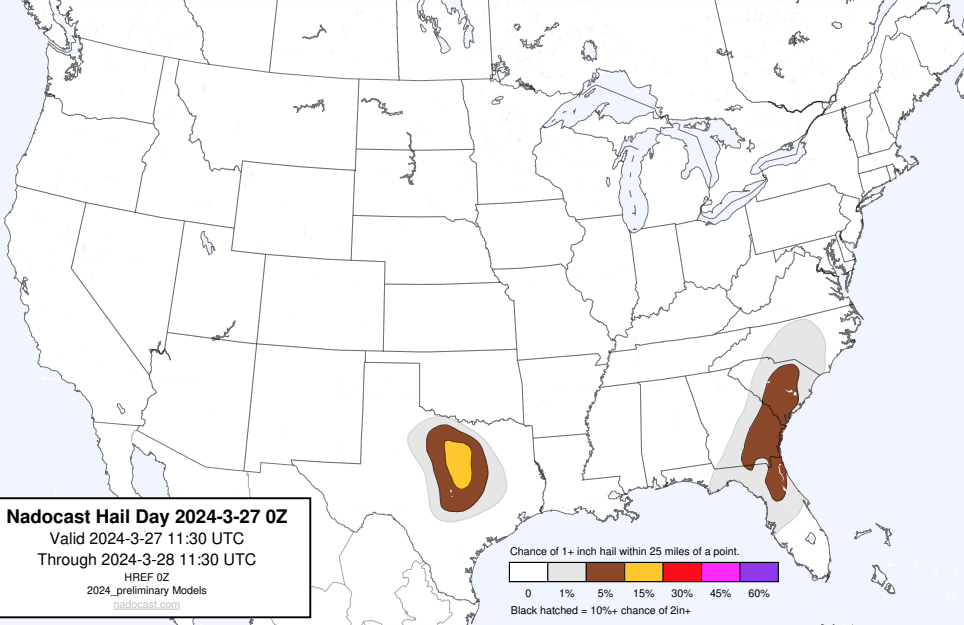 Nadocast Hail Day 2024-3-27 0Z
Valid 2024-3-27 11:30 UTC
Through 2024-3-28 11:30 UTC
HREF 0Z
2024_preliminary Models
nadocast.com
Chance of 1+ inch hail within 25 miles of a point.
0 1% 5% 15% 30% 45% 60%
Black hatched = 10%+ chance of 2in+